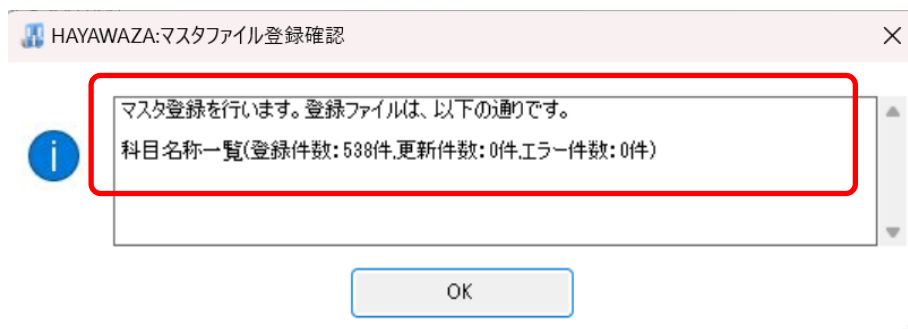 HAYAWAZA:マスタファイル登録確認
マスタ登録を行います。登録ファイルは、以下の通りです。
科目名称一覧(登録件数:538件,更新件数:0件,エラー件数:0件)
OK